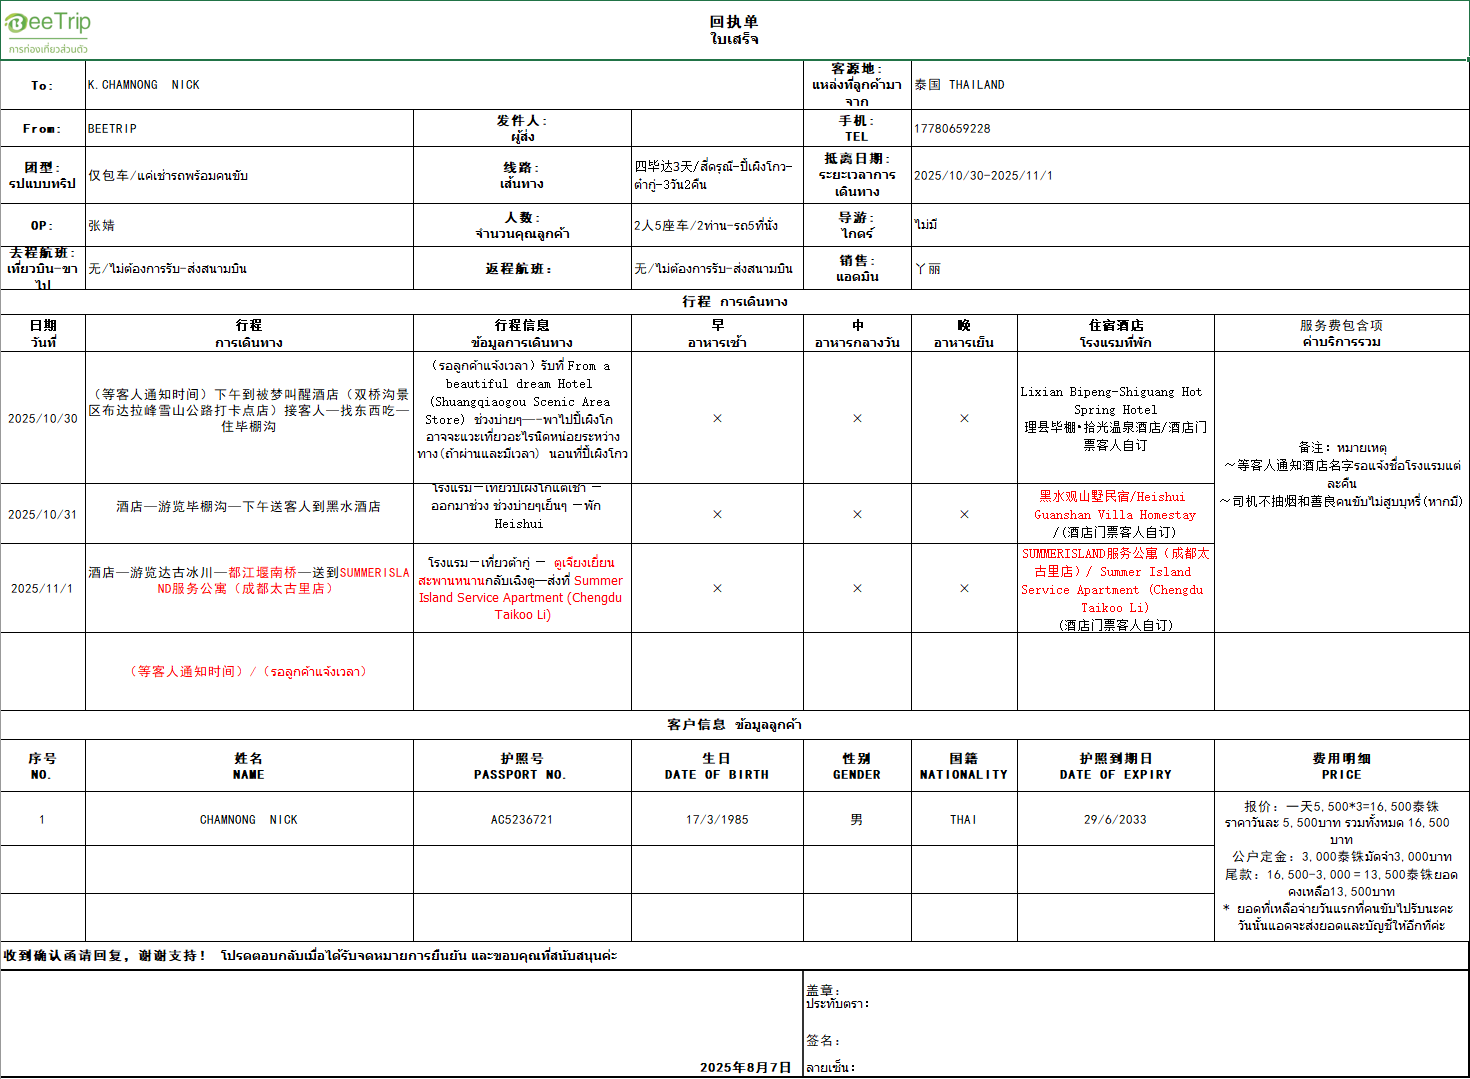 BeeTrip
การท่องเที่ยวส่วนตัว
回执单
ใบเสร็จ
To:
K.CHAMNONG  NICK
客源地:
แหล่งที่ลูกค้ามา
จาก
泰国 THAILAND
From:
BEETRIP
发件人:
ผู้ส่ง
手机:
TEL
17780659228
团型:
รปแบบทริป
仅包车/แค่เช่ารถพร้อมคนขับ
线路:
เส้นทาง
四毕达3天/สี่ดรุณี-ปี้เผิงโกว-
ต๋ากู่-3วัน2คืน
抵离日期:
ระยะเวลาการ
เดินทาง
2025/10/30-2025/11/1
OP:
张婧
人数:
จำนวนคุณลูกค้า
2人5座车/2ท่าน-รถ5ที่นั่ง
导游:
ไกดร์
ไม่มี
去程航班:
เที่ยวบิน-ขา
ไป
无/ไม่ต้องการรับ-ส่งสนามบิน
返程航班:
无/ไม่ต้องการรับ-ส่งสนามบิน
销售:
แอดมิน
丫丽
行程 การเดินทาง
日期
วันที่
行程
การเดินทาง
行程信息
ข้อมูลการเดินทาง
早
อาหารเช้า
中
อาหารกลางวัน
晚
อาหารเย็น
住宿酒店
โรงแรมที่พัก
服务费包含项
ค่าบริการรวม
2025/10/30
（等客人通知时间）下午到被梦叫醒酒店（双桥沟景
区布达拉峰雪山公路打卡点店）接客人—找东西吃—
住毕棚沟
（รอลูกค้าแจ้งเวลา）รับที่ From a
beautiful dream Hotel
(Shuangqiaogou Scenic Area
Store) ช่วงบ่ายๆ—-พาไปปี้เผิงโก
อาจจะแวะเที่ยวอะไรนิดหน่อยระหว่าง
ทาง(ถ้าผ่านและมีเวลา) นอนที่ปี้เผิงโกว
×
×
×
Lixian Bipeng-Shiguang Hot
Spring Hotel
理县毕棚•拾光温泉酒店/酒店门
票客人自订
备注: หมายเหตุ
～等客人通知酒店名字รอแจ้งชื่อโรงแรมแต่
ละคืน
～司机不抽烟和善良คนขับไม่สูบบุหรี่(หากมี)
2025/10/31
酒店—游览毕棚沟—下午送客人到黑水酒店
โรงแรม—เที่ยวปี้เผิงโกแต่เช้า —
ออกมาช่วง ช่วงบ่ายๆเย็นๆ —พัก
Heishui
×
×
×
黑水观山墅民宿/Heishui
Guanshan Villa Homestay
/(酒店门票客人自订)
2025/11/1
酒店—游览达古冰川—都江堰南桥—送到SUMMERISLA
ND服务公寓（成都太古里店）
โรงแรม—เที่ยวต๋ากู่ — ตูเจียงเยี่ยน
สะพานหนานกลับเฉิงตู—ส่งที่ Summer
Island Service Apartment (Chengdu
Taikoo Li)
×
×
×
SUMMERISLAND服务公寓（成都太
古里店）/ Summer Island
Service Apartment (Chengdu
Taikoo Li)
(酒店门票客人自订)
（等客人通知时间）/（รอลูกค้าแจ้งเวลา）
客户信息 ข้อมูลลูกค้า
序号
NO.
姓名
NAME
护照号
PASSPORT NO.
生日
DATE OF BIRTH
性别
GENDER
国籍
NATIONALITY
护照到期日
DATE OF EXPIRY
费用明细
PRICE
1
CHAMNONG  NICK
AC5236721
17/3/1985
男
THAI
29/6/2033
报价: 一天5,500*3=16,500泰铢
ราคาวันละ 5,500บาท รวมทั้งหมด 16,500
บาท
公户定金: 3,000泰铢มัดจำ3,000บาท
尾款: 16,500-3,000=13,500泰铢ยอด
คงเหลือ13,500บาท
* ยอดที่เหลือจ่ายวันแรกที่คนขับไปรับนะคะ
วันนั้นแอดจะส่งยอดและบัญชีให้อีกทีค่ะ
收到确认函请回复，谢谢支持！ โปรดตอบกลับเมื่อได้รับจดหมายการยืนยัน และขอบคุณที่สนับสนุนค่ะ
盖章:
ประทับตรา:
签名:
2025年8月7日
ลายเซ็น: